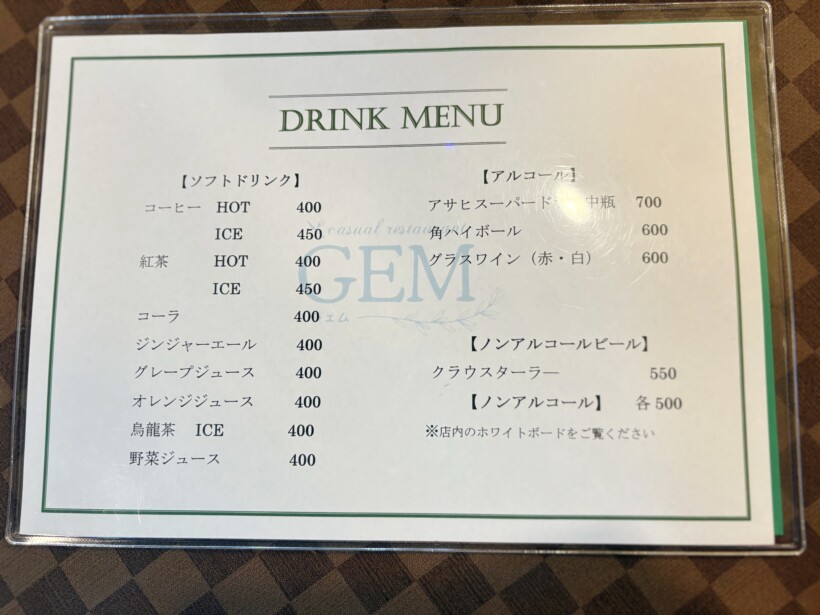 DRINK MENU
【ソフトドリンク】
コーヒー HOT 400
ICE 450
紅茶 HOT 400
ICE 450
コーラ 400
ジンジャーエール 400
グレープジュース 400
オレンジジュース 400
烏龍茶 ICE 400
野菜ジュース 400
【アルコール】
アサヒスーパード 中瓶 700
角ハイボール 600
グラスワイン（赤・白） 600
【ノンアルコールビール】
クラウスターラー 550
【ノンアルコール】 各500
※店内のホワイトボードをご覧ください
casual restaurant
GEM
ェム